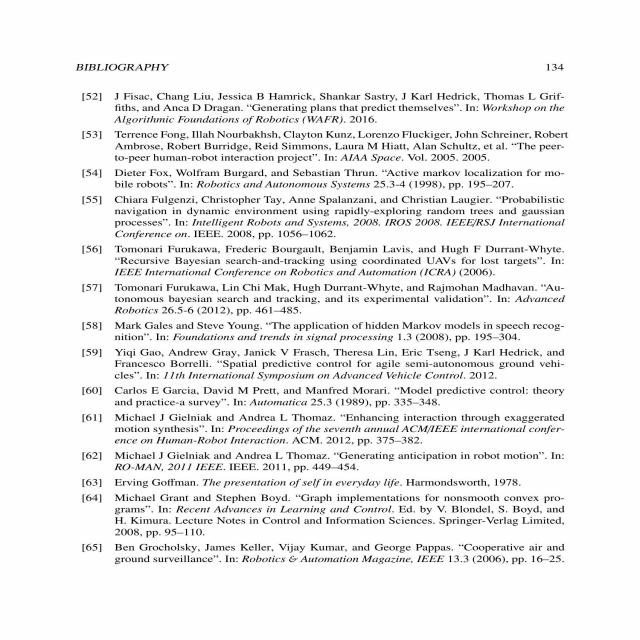 BIBLIOGRAPHY 134
[52] J Fisac, Chang Liu, Jessica B Hamrick, Shankar Sastry, J Karl Hedrick, Thomas L Grif-
fiths, and Anca D Dragan. “Generating plans that predict themselves”. In: Workshop on the
Algorithmic Foundations of Robotics (WAFR). 2016.
[53] Terrence Fong, Illah Nourbakhsh, Clayton Kunz, Lorenzo Fluckiger, John Schreiner, Robert
Ambrose, Robert Burridge, Reid Simmons, Laura M Hiatt, Alan Schultz, et al. “The peer-
to-peer human-robot interaction project”. In: AIAA Space. Vol. 2005. 2005.
[54] Dieter Fox, Wolfram Burgard, and Sebastian Thrun. “Active markov localization for mo-
bile robots”. In: Robotics and Autonomous Systems 25.3-4 (1998), pp. 195–207.
[55] Chiara Fulgenzi, Christopher Tay, Anne Spalanzani, and Christian Laugier. “Probabilistic
navigation in dynamic environment using rapidly-exploring random trees and gaussian
processes”. In: Intelligent Robots and Systems, 2008. IROS 2008. IEEE/RSJ International
Conference on. IEEE. 2008, pp. 1056–1062.
[56] Tomonari Furukawa, Frederic Bourgault, Benjamin Lavis, and Hugh F Durrant-Whyte.
“Recursive Bayesian search-and-tracking using coordinated UAVs for lost targets”. In:
IEEE International Conference on Robotics and Automation (ICRA) (2006).
[57] Tomonari Furukawa, Lin Chi Mak, Hugh Durrant-Whyte, and Rajmohan Madhavan. “Au-
tonomous bayesian search and tracking, and its experimental validation”. In: Advanced
Robotics 26.5-6 (2012), pp. 461–485.
[58] Mark Gales and Steve Young. “The application of hidden Markov models in speech recog-
nition”. In: Foundations and trends in signal processing 1.3 (2008), pp. 195–304.
[59] Yiqi Gao, Andrew Gray, Janick V Frasch, Theresa Lin, Eric Tseng, J Karl Hedrick, and
Francesco Borrelli. “Spatial predictive control for agile semi-autonomous ground vehi-
cles”. In: 11th International Symposium on Advanced Vehicle Control. 2012.
[60] Carlos E Garcia, David M Prett, and Manfred Morari. “Model predictive control: theory
and practice-a survey”. In: Automatica 25.3 (1989), pp. 335–348.
[61] Michael J Gielniak and Andrea L Thomaz. “Enhancing interaction through exaggerated
motion synthesis”. In: Proceedings of the seventh annual ACM/IEEE international confer-
ence on Human-Robot Interaction. ACM. 2012, pp. 375–382.
[62] Michael J Gielniak and Andrea L Thomaz. “Generating anticipation in robot motion”. In:
RO-MAN, 2011 IEEE. IEEE. 2011, pp. 449–454.
[63] Erving Goffman. The presentation of self in everyday life. Harmondsworth, 1978.
[64] Michael Grant and Stephen Boyd. “Graph implementations for nonsmooth convex pro-
grams”. In: Recent Advances in Learning and Control. Ed. by V. Blondel, S. Boyd, and
H. Kimura. Lecture Notes in Control and Information Sciences. Springer-Verlag Limited,
2008, pp. 95–110.
[65] Ben Grocholsky, James Keller, Vijay Kumar, and George Pappas. “Cooperative air and
ground surveillance”. In: Robotics & Automation Magazine, IEEE 13.3 (2006), pp. 16–25.